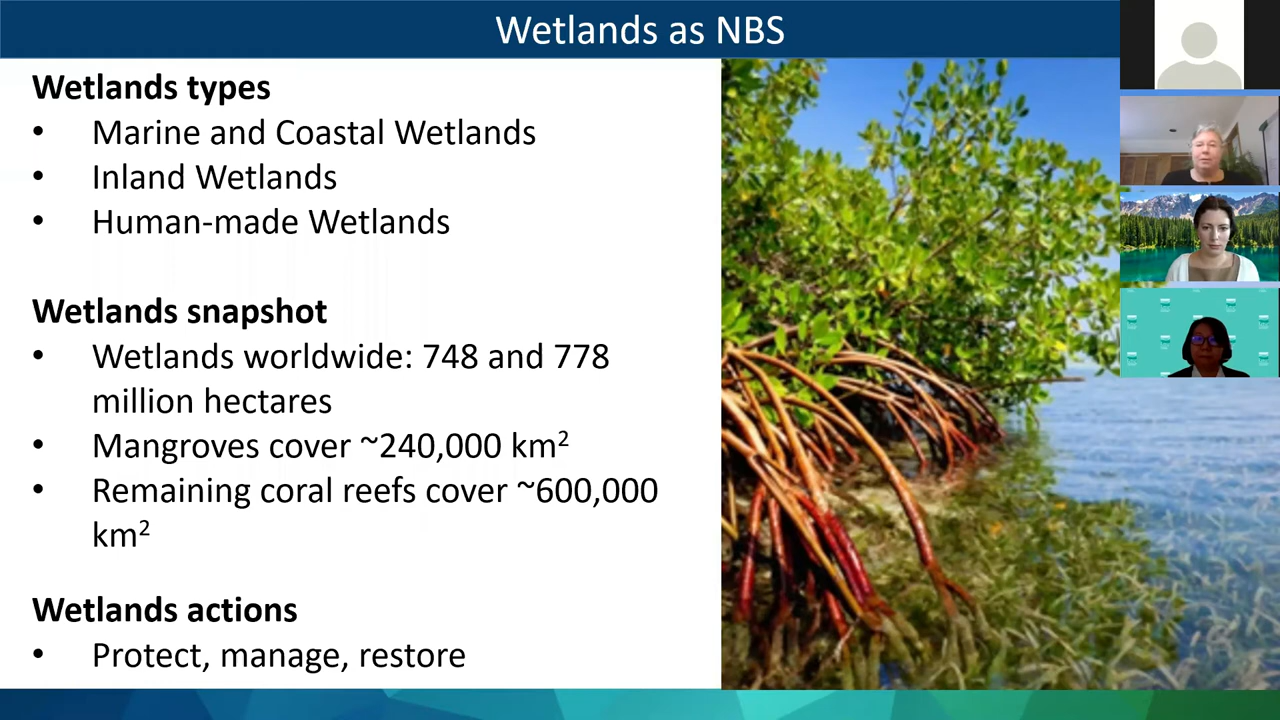 Wetlands as NBS
Wetlands types
• Marine and Coastal Wetlands
• Inland Wetlands
• Human-made Wetlands
Wetlands snapshot
• Wetlands worldwide: 748 and 778
million hectares
• Mangroves cover ~240,000 km²
• Remaining coral reefs cover ~600,000
km²
Wetlands actions
• Protect, manage, restore